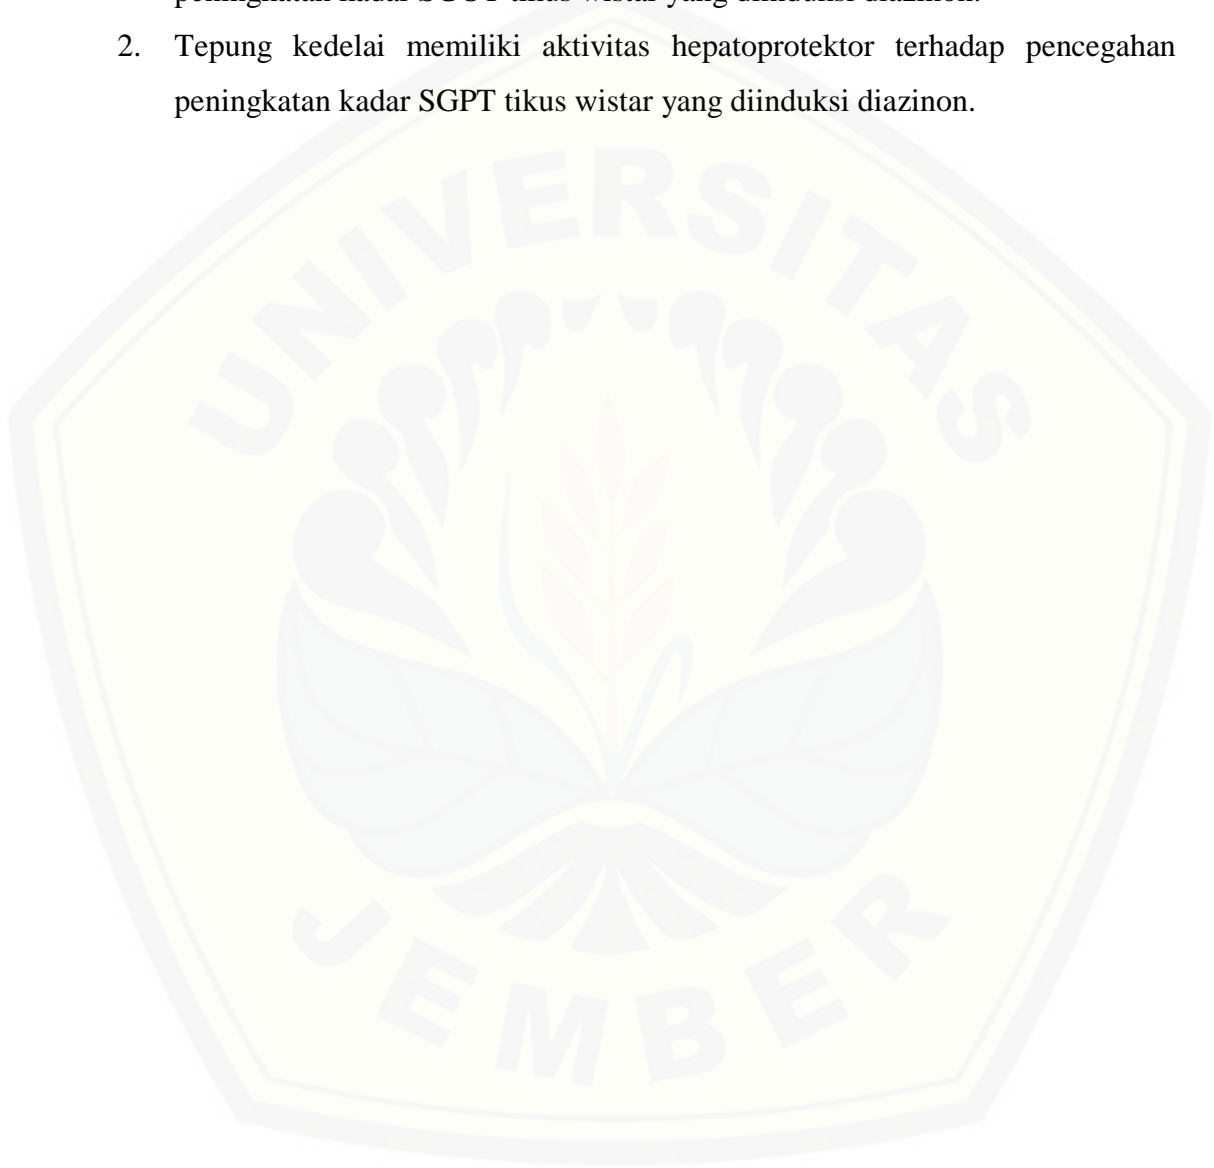 peningkatan kadar SGOT tikus wistar yang diinduksi diazinon.
2. Tepung kedelai memiliki aktivitas hepatoprotektor terhadap pencegahan
peningkatan kadar SGPT tikus wistar yang diinduksi diazinon.
UNIVERSITAS
JEMBER